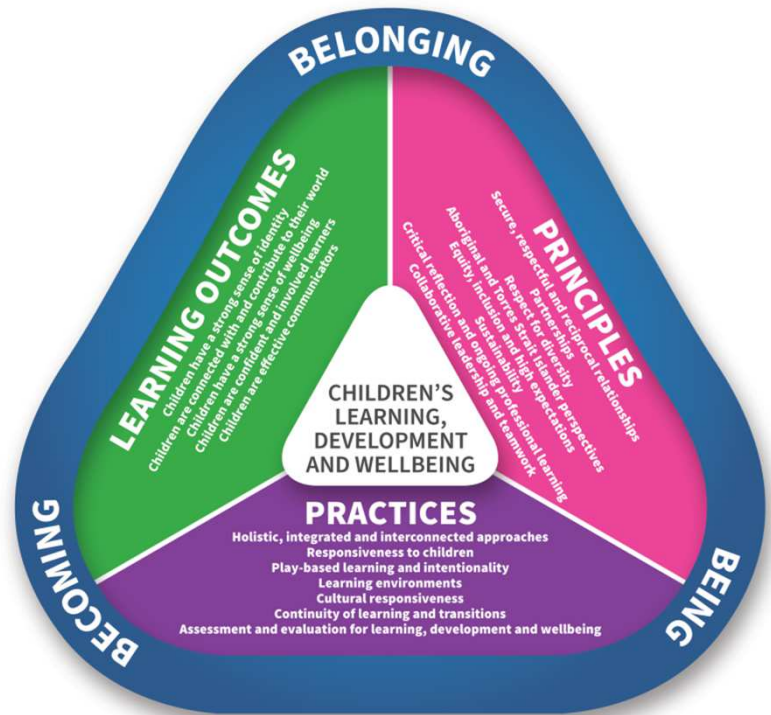 BELONGING
LEARNING OUTCOMES
Children have a strong sense of identity
Children are connected with and contribute to their world
Children have a strong sense of wellbeing
Children are confident and involved learners
Children are effective communicators
PRINCIPLES
Secure, respectful and reciprocal relationships
Partnerships
Respect for diversity
Aboriginal and Torres Strait Islander perspectives
Equity, inclusion and high expectations
Sustainability
Critical reflection and ongoing professional learning
Collaborative leadership and teamwork
CHILDREN’S
LEARNING,
DEVELOPMENT
AND WELLBEING
PRACTICES
Holistic, integrated and interconnected approaches
Responsiveness to children
Play-based learning and intentionality
Learning environments
Cultural responsiveness
Continuity of learning and transitions
Assessment and evaluation for learning, development and wellbeing
BECOMING
BEING